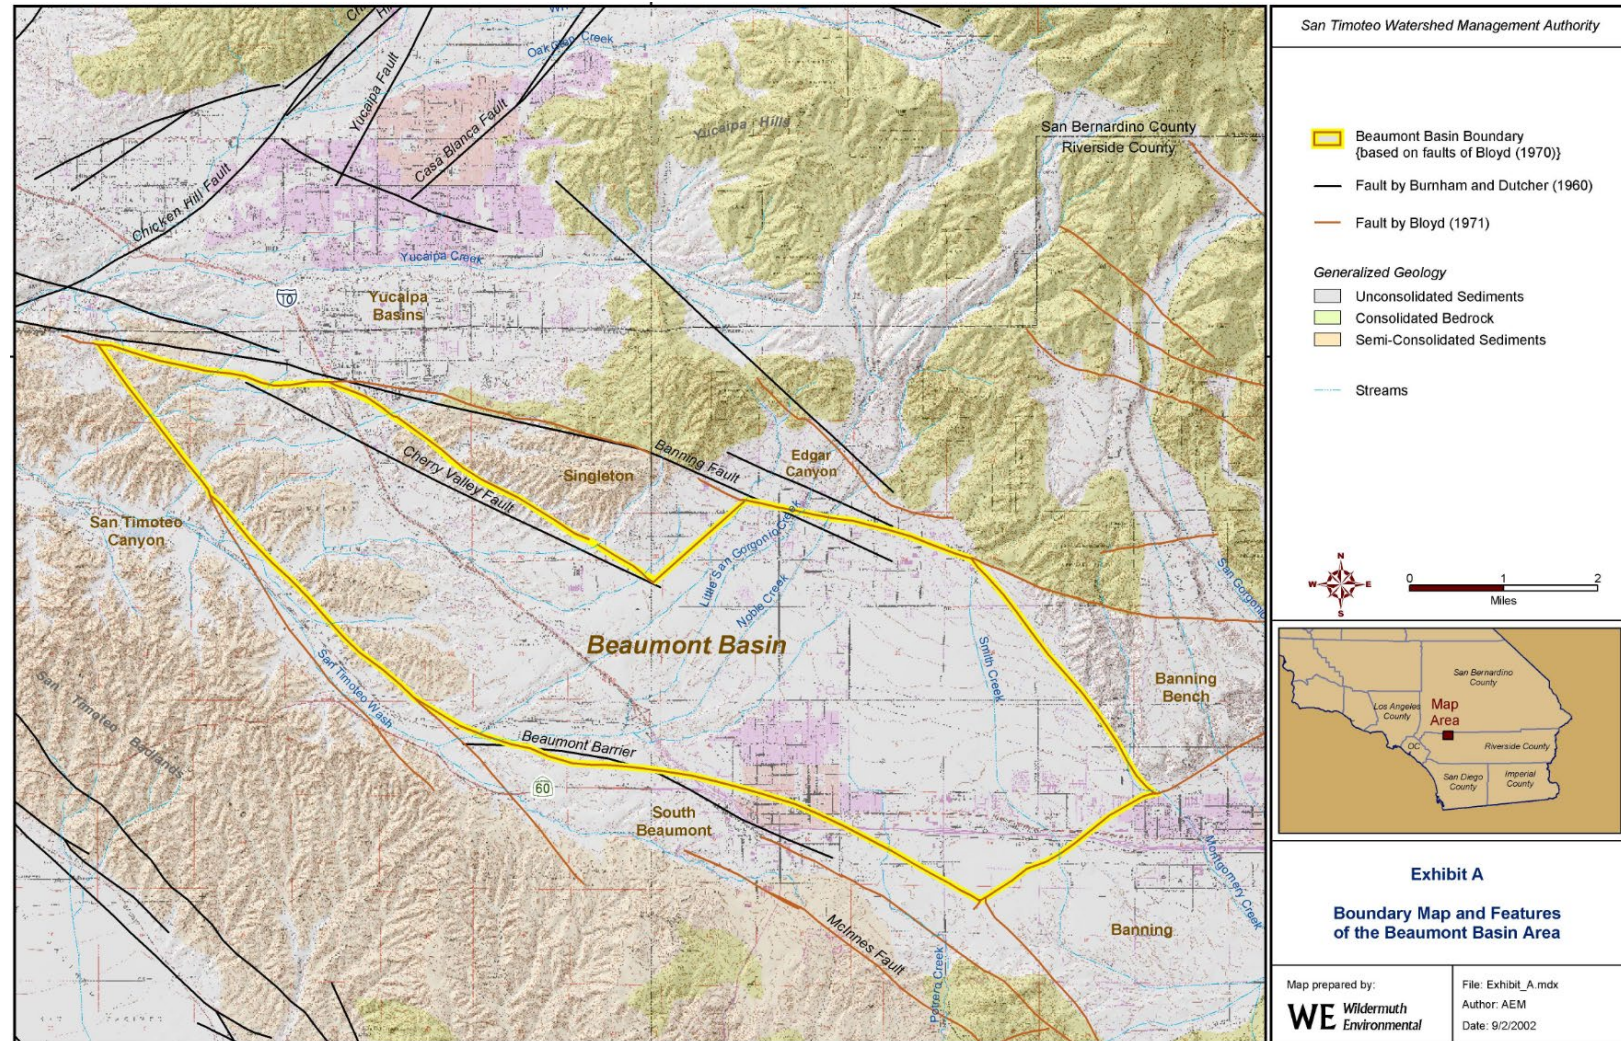 Oak Glen Creek
Yucaipa Fault
Casa Blanca Fault
Chicken Hill Fault
Yucaipa Hills
San Bernardino County
Riverside County
Yucaipa Creek
10
Yucaipa
Basins
Cherry Valley Fault
Singleton
Banning Fault
Edgar
Canyon
San Timoteo
Canyon
Little San Gorgonio Creek
Noble Creek
San Gorgonio
Beaumont Basin
Smith Creek
Banning
Bench
San Timoteo Wash
San Timoteo Badlands
Beaumont Barrier
60
South
Beaumont
McInnes Fault
Montgomery Creek
Banning
Potrero Creek
San Timoteo Watershed Management Authority
Beaumont Basin Boundary
{based on faults of Bloyd (1970)}
Fault by Burnham and Dutcher (1960)
Fault by Bloyd (1971)
Generalized Geology
Unconsolidated Sediments
Consolidated Bedrock
Semi-Consolidated Sediments
Streams
N
W E
S
0 1 2
Miles
San Bernardino
County
Los Angeles
County
Map
Area
OC
Riverside County
San Diego
County
Imperial
County
Exhibit A
Boundary Map and Features
of the Beaumont Basin Area
Map prepared by:
WE Wildermuth
Environmental
File: Exhibit_A.mdx
Author: AEM
Date: 9/2/2002